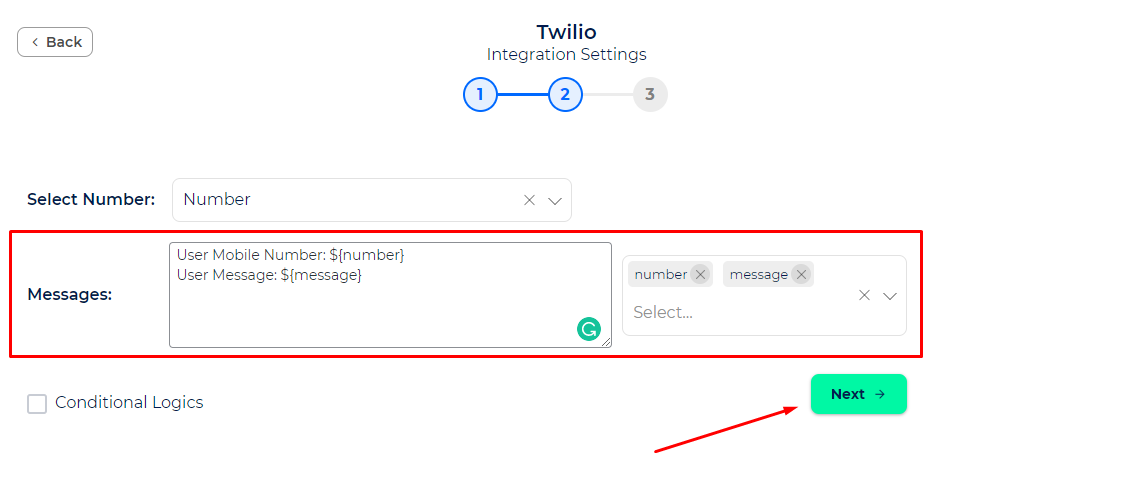 Back
Twilio
Integration Settings
1 2 3
Select Number: Number
Messages:
User Mobile Number: ${number}
User Message: ${message}
number message
Select...
Conditional Logics
Next